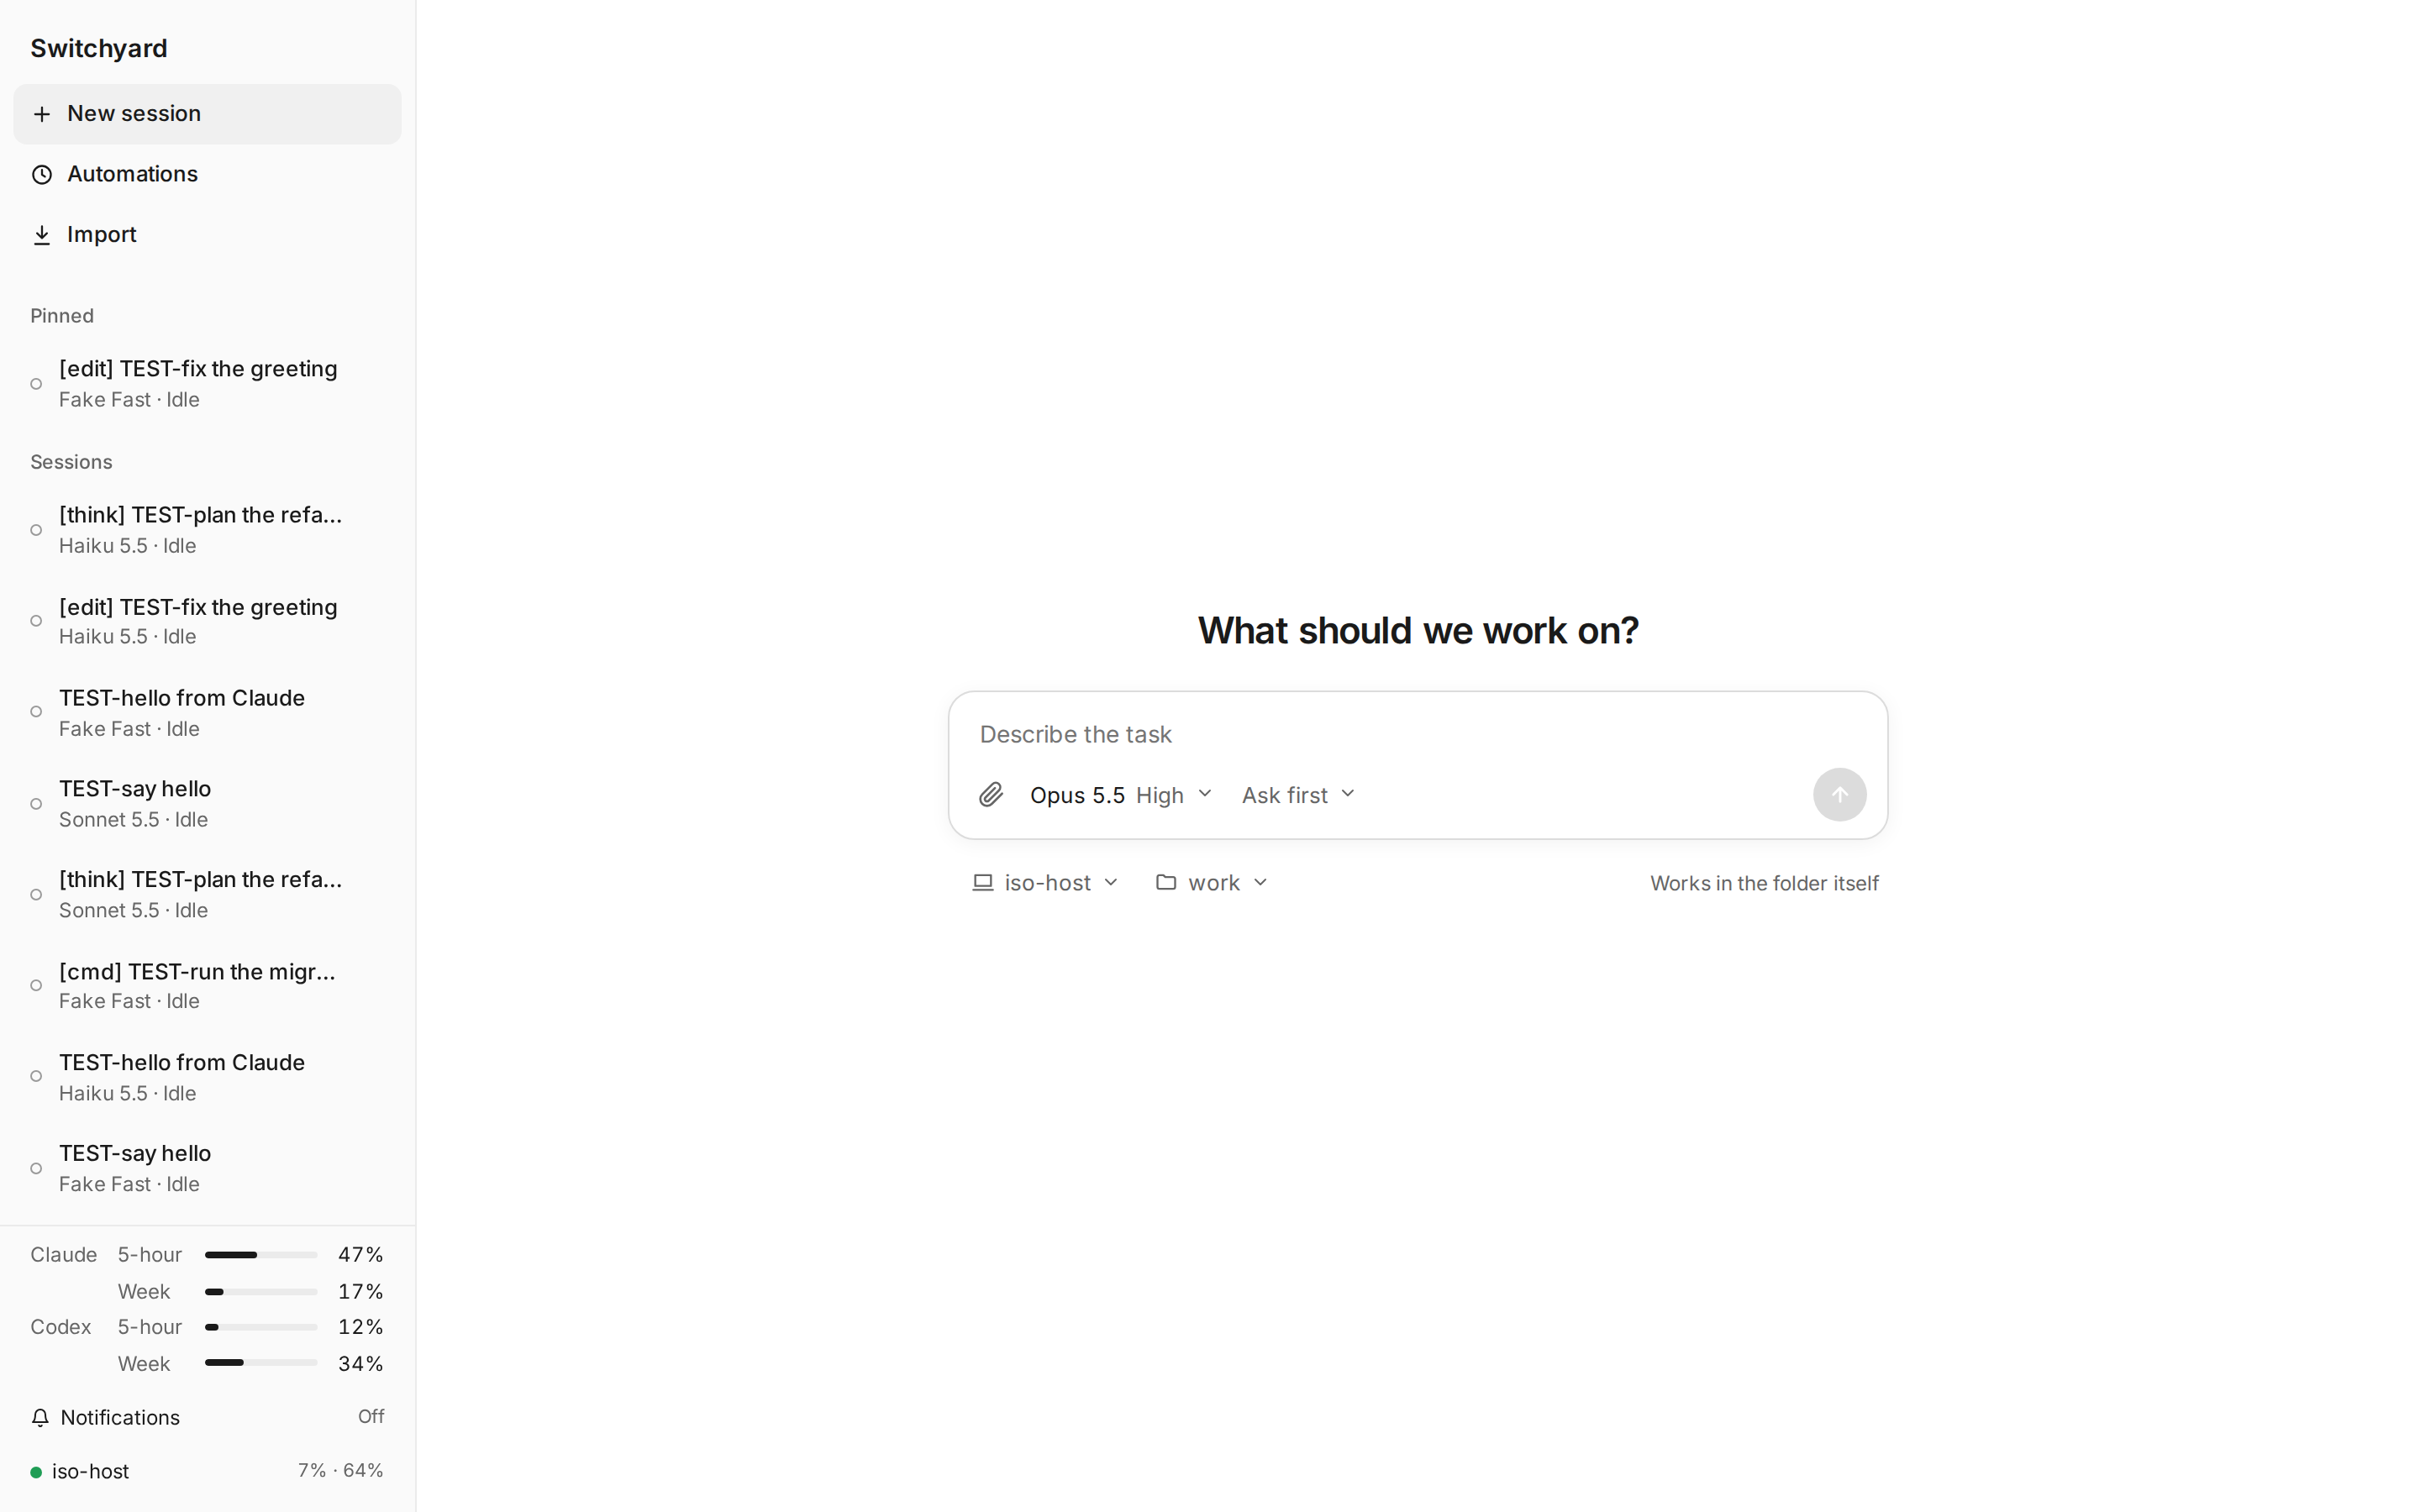 Switchyard
New session
Automations
Import
Pinned
[edit] TEST-fix the greeting
Fake Fast · Idle
Sessions
[think] TEST-plan the refa...
Haiku 5.5 · Idle
[edit] TEST-fix the greeting
Haiku 5.5 · Idle
TEST-hello from Claude
Fake Fast · Idle
TEST-say hello
Sonnet 5.5 · Idle
[think] TEST-plan the refa...
Sonnet 5.5 · Idle
[cmd] TEST-run the migr...
Fake Fast · Idle
TEST-hello from Claude
Haiku 5.5 · Idle
TEST-say hello
Fake Fast · Idle
Claude 5-hour 47%
Week 17%
Codex 5-hour 12%
Week 34%
Notifications Off
iso-host 7% · 64%
What should we work on?
Describe the task
Opus 5.5 High Ask first
iso-host work Works in the folder itself